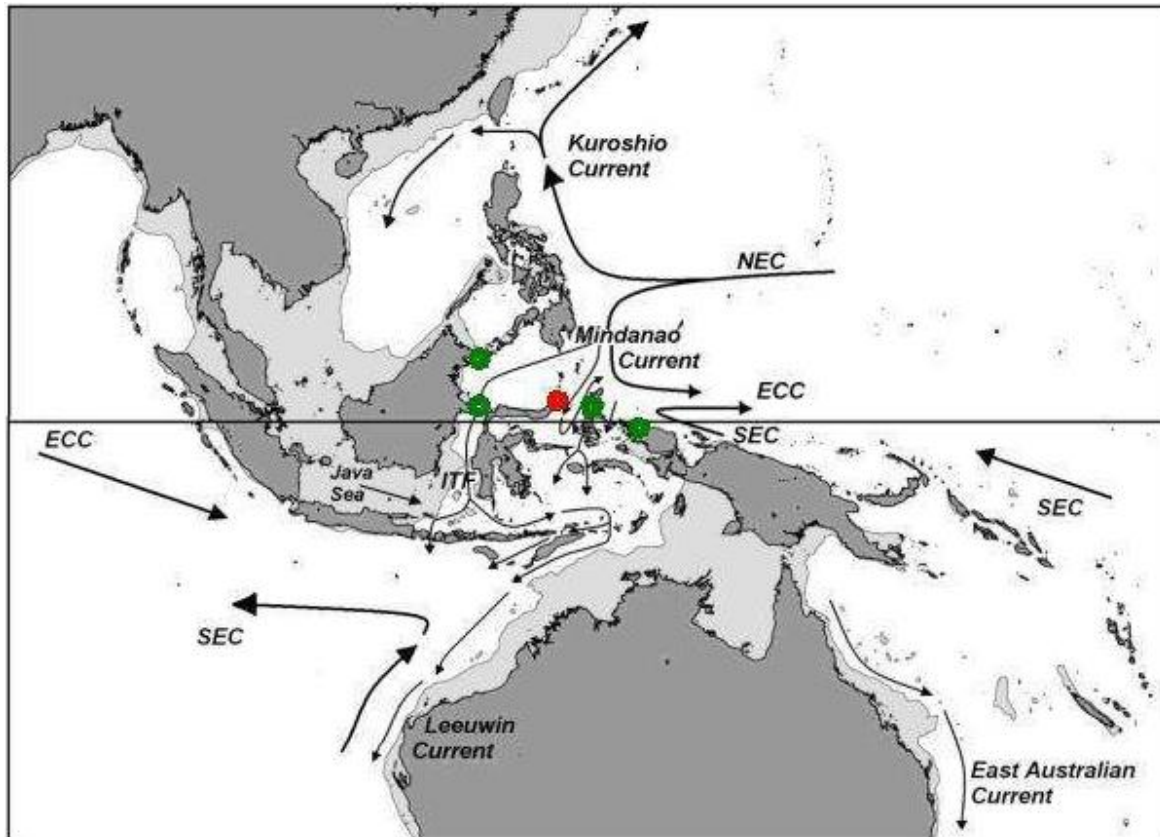 Kuroshio
Current
NEC
Mindanao
Current
ECC
SEC
ECC
Java
Sea
ITF
SEC
SEC
Leeuwin
Current
East Australian
Current